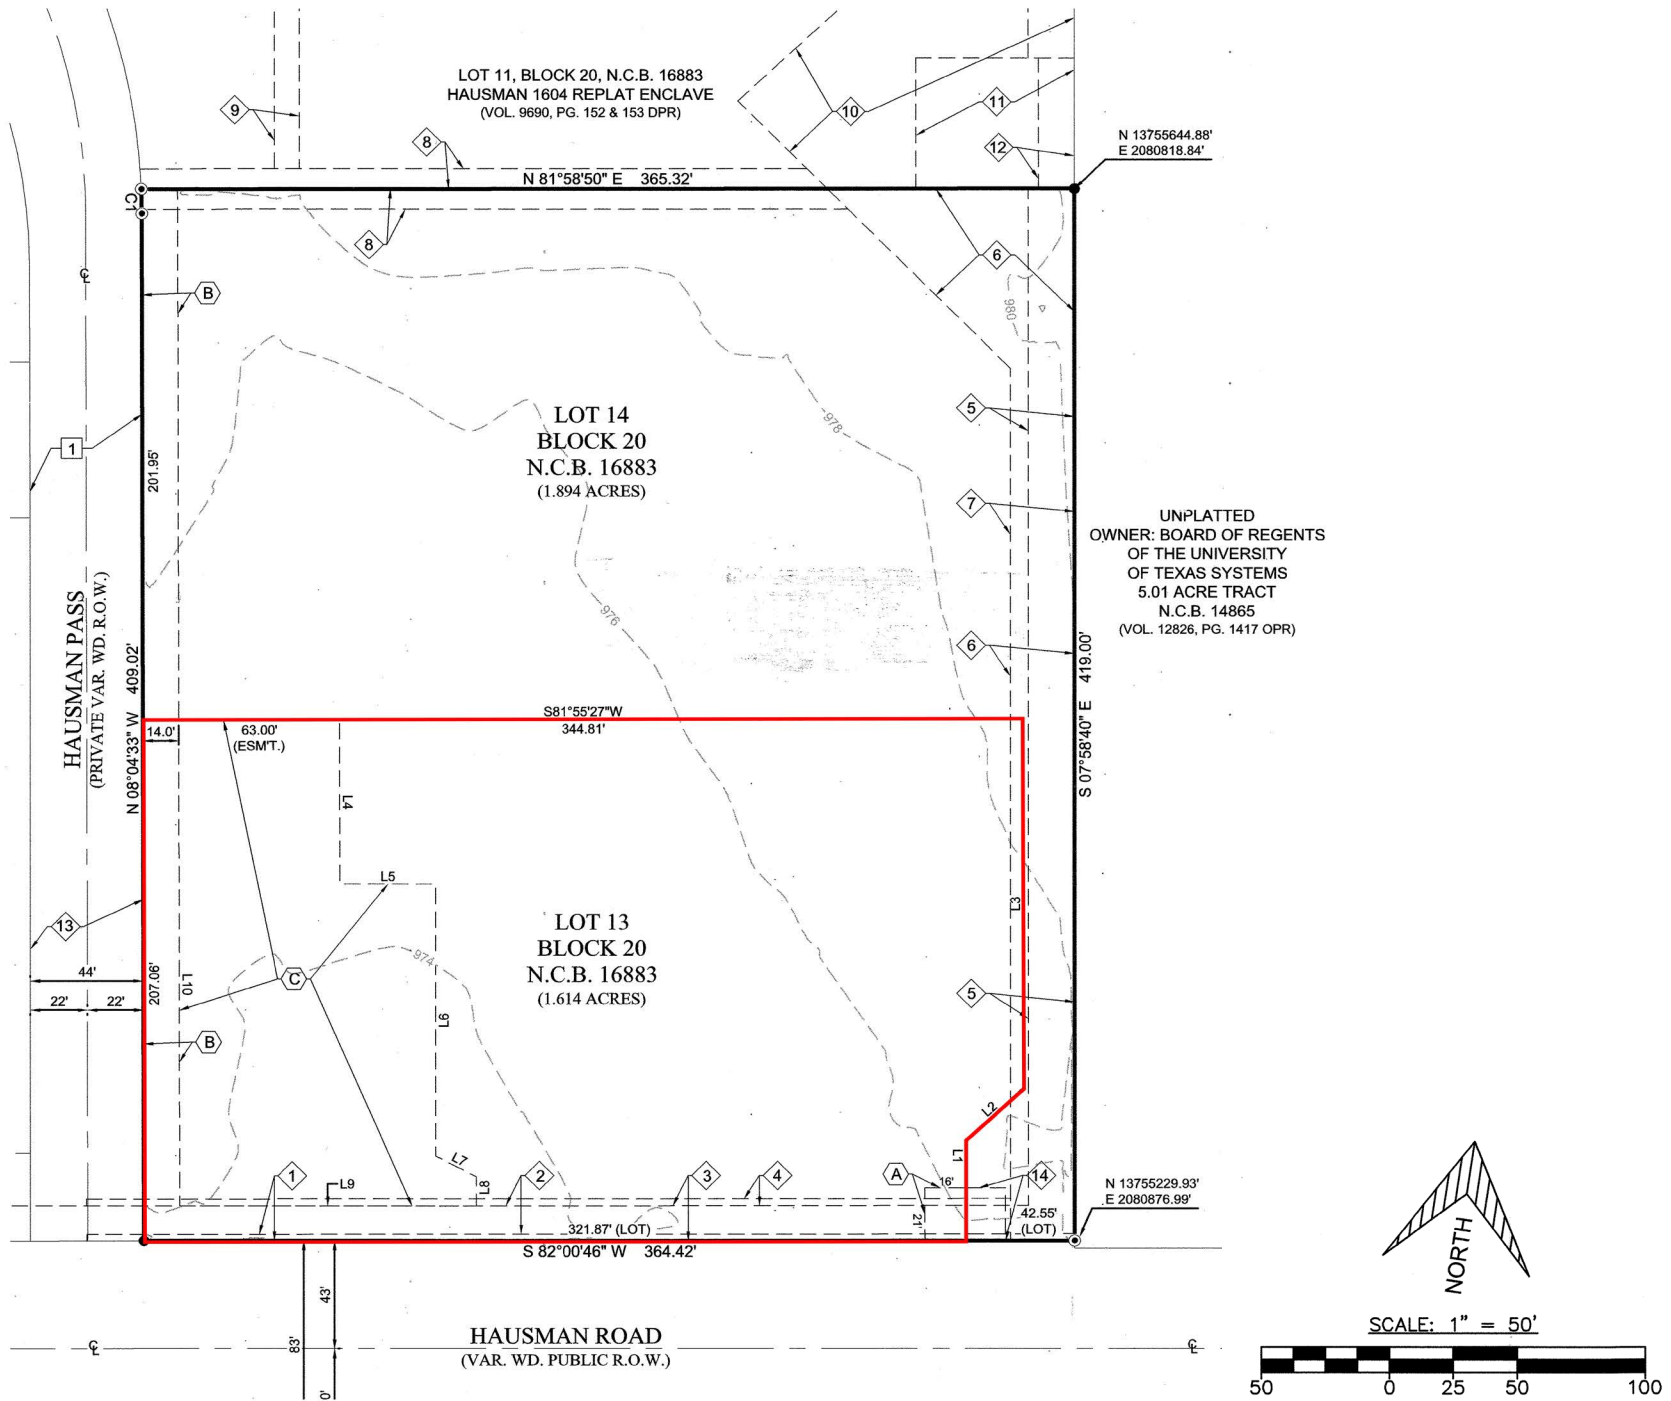 LOT 11, BLOCK 20, N.C.B. 16883
HAUSMAN 1604 REPLAT ENCLAVE
(VOL. 9690, PG. 152 & 153 DPR)
9
8
10
11
12
N 13755644.88'
E 2080818.84'
N 81°58'50" E 365.32'
C1
8
6
B
980
1
201.95'
LOT 14
BLOCK 20
N.C.B. 16883
(1.894 ACRES)
978
5
7
976
6
UNPLATTED
OWNER: BOARD OF REGENTS
OF THE UNIVERSITY
OF TEXAS SYSTEMS
5.01 ACRE TRACT
N.C.B. 14865
(VOL. 12826, PG. 1417 OPR)
HAUSMAN PASS
(PRIVATE VAR. WD. R.O.W.)
N 08°04'33" W 409.02'
S 07°58'40" E 419.00'
S81°55'27"W
344.81'
14.0'
63.00'
(ESM'T.)
L4
L5
L3
13
LOT 13
BLOCK 20
N.C.B. 16883
(1.614 ACRES)
974
C
44'
22'
22'
207.06'
L10
L6
5
B
L2
L1
L7
L8
L9
1
2
3
4
A
16'
14
21'
42.55'
(LOT)
321.87' (LOT)
S 82°00'46" W 364.42'
N 13755229.93'
E 2080876.99'
43'
83'
0'
HAUSMAN ROAD
(VAR. WD. PUBLIC R.O.W.)
NORTH
SCALE: 1" = 50'
50
0
25
50
100